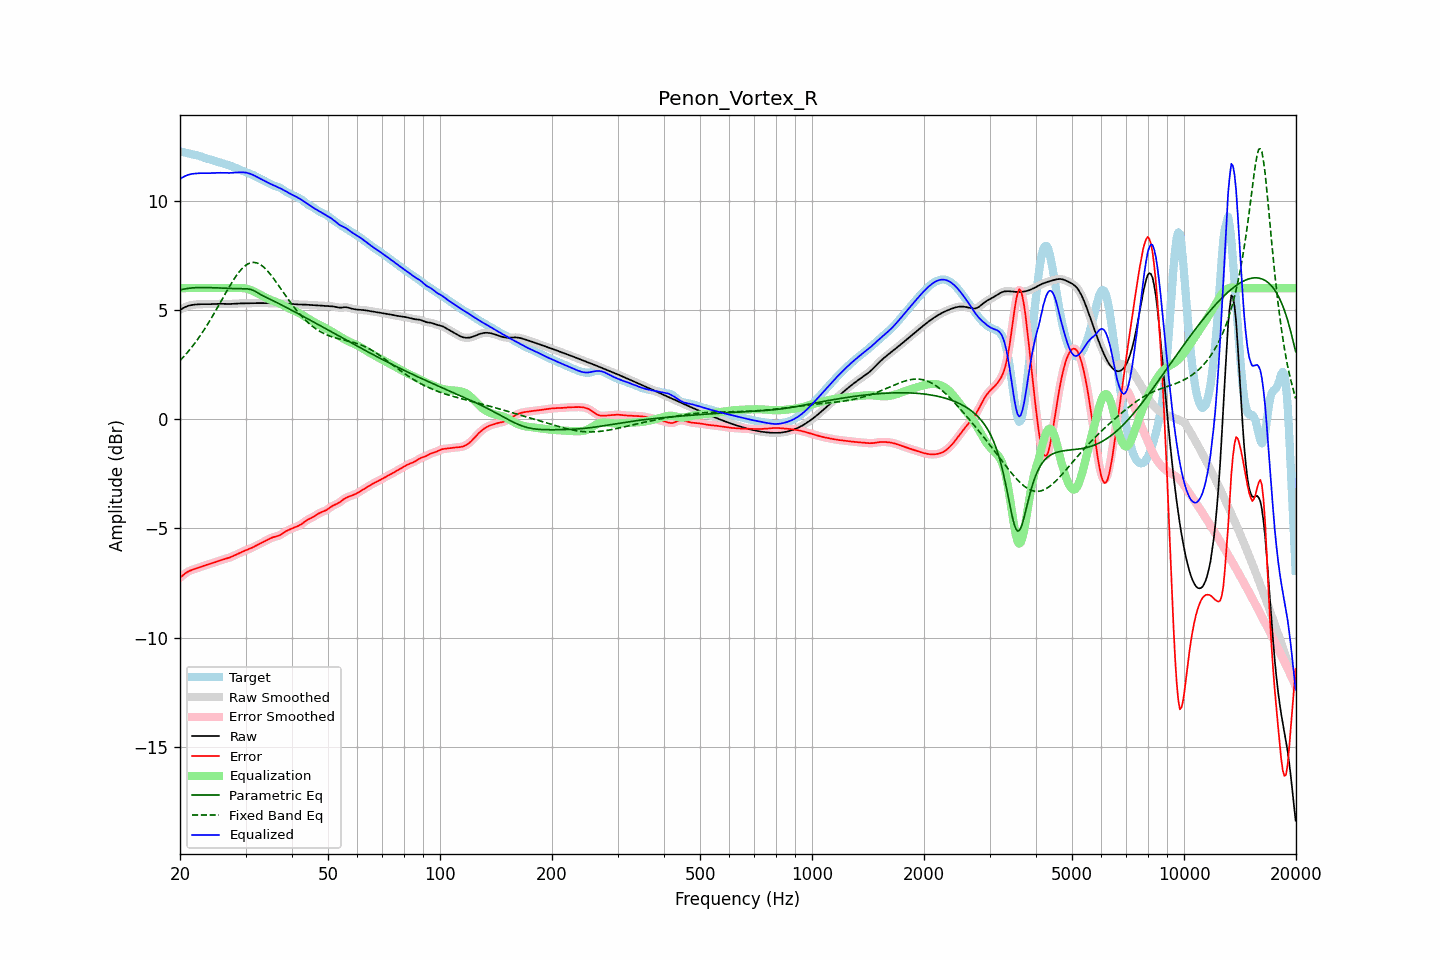 Penon_Vortex_R
Amplitude (dBr)
10
5
0
−5
−10
−15
Target
Raw Smoothed
Error Smoothed
Raw
Error
Equalization
Parametric Eq
Fixed Band Eq
Equalized
20
50
100
200
500
1000
2000
5000
10000
20000
Frequency (Hz)